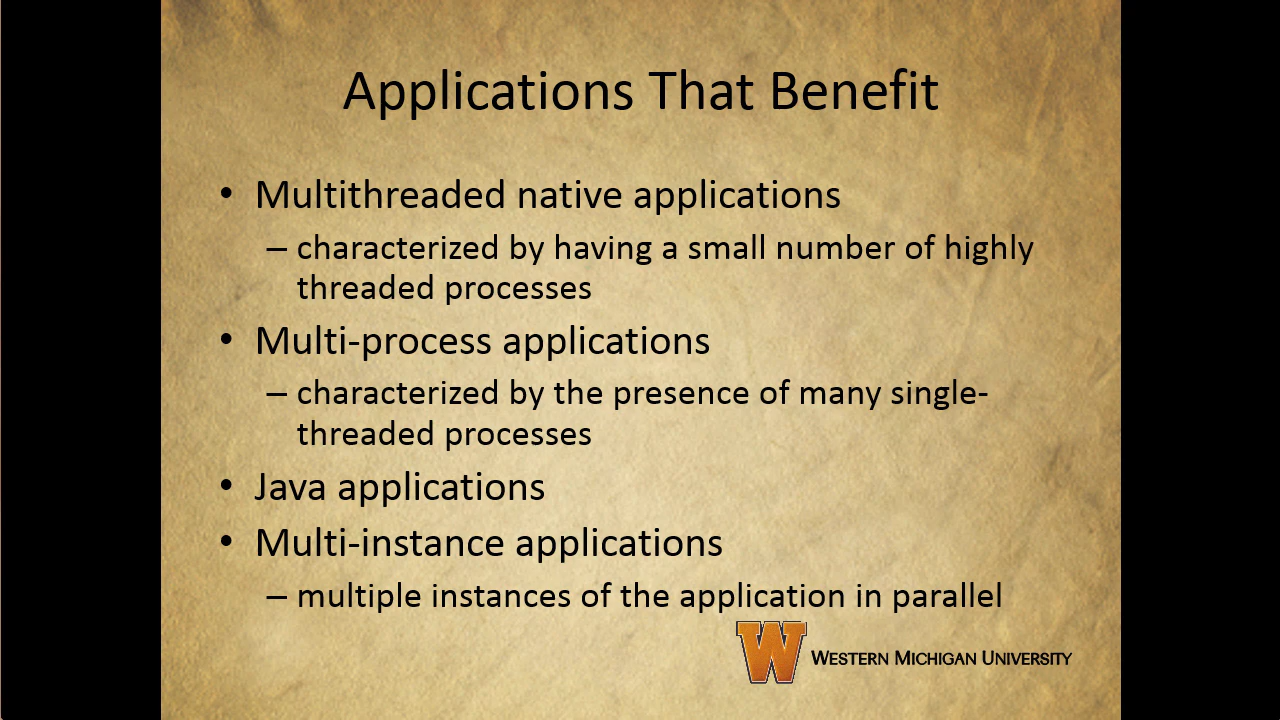 Applications That Benefit
• Multithreaded native applications
– characterized by having a small number of highly
threaded processes
• Multi-process applications
– characterized by the presence of many single-
threaded processes
• Java applications
• Multi-instance applications
– multiple instances of the application in parallel
W WESTERN MICHIGAN UNIVERSITY